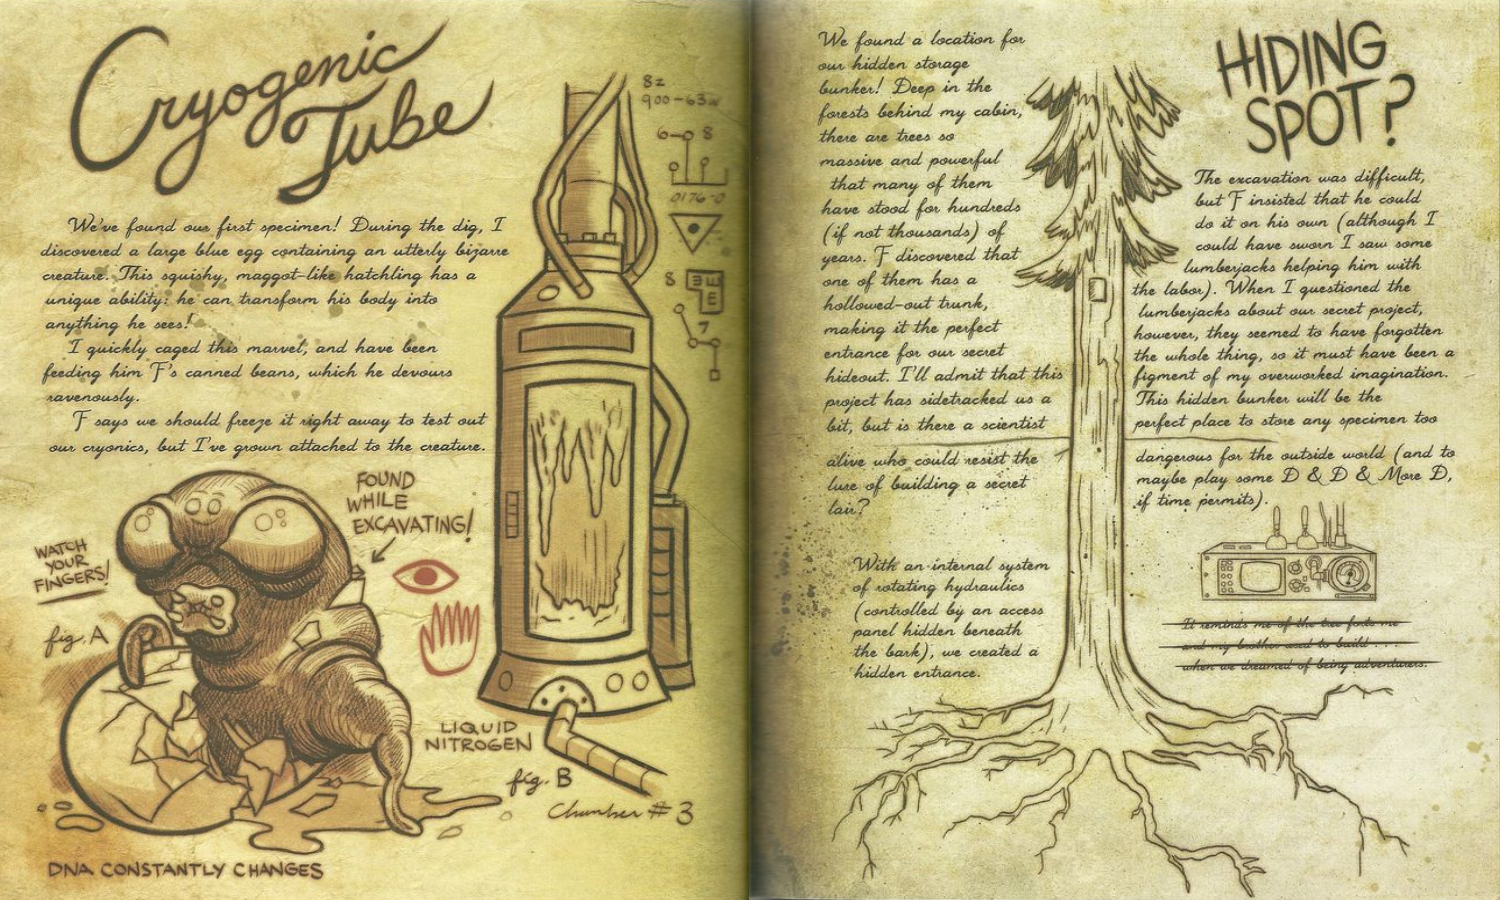 Cryogenic
Tube
We've found our first specimen! During the dig, I
discovered a large blue egg containing an utterly bizarre
creature. This squishy, maggot-like hatchling has a
unique ability: he can transform his body into
anything he sees!
I quickly caged this marvel, and have been
feeding him F's canned beans, which he devours
ravenously.
F says we should freeze it right away to test out
our cryonics, but I've grown attached to the creature.
FOUND
WHILE
EXCAVATING!
WATCH
YOUR
FINGERS!
fig. A
LIQUID
NITROGEN
fig. B
Chamber # 3
DNA CONSTANTLY CHANGES
82
6 8
8
7
We found a location for
our hidden storage
bunker! Deep in the
forests behind my cabin,
there are trees so
massive and powerful
that many of them
have stood for hundreds
(if not thousands) of
years. F discovered that
one of them has a
hollowed-out trunk,
making it the perfect
entrance for our secret
hideout. I'll admit that this
project has sidetracked us a
bit, but is there a scientist
alive who could resist the
lure of building a secret
lair?
With an internal system
of rotating hydraulics
(controlled by an access
panel hidden beneath
the bark), we created a
hidden entrance.
HIDING
SPOT?
The excavation was difficult,
but F insisted that he could
do it on his own (although I
could have sworn I saw some
lumberjacks helping him with
the labor). When I questioned the
lumberjacks about our secret project,
however, they seemed to have forgotten
the whole thing, so it must have been a
figment of my overworked imagination.
This hidden bunker will be the
perfect place to store any specimen too
dangerous for the outside world (and to
maybe play some D & D & More D,
if time permits).
It reminds me of the tree forts me
and my brother used to build . . .
when we dreamed of being adventurers.